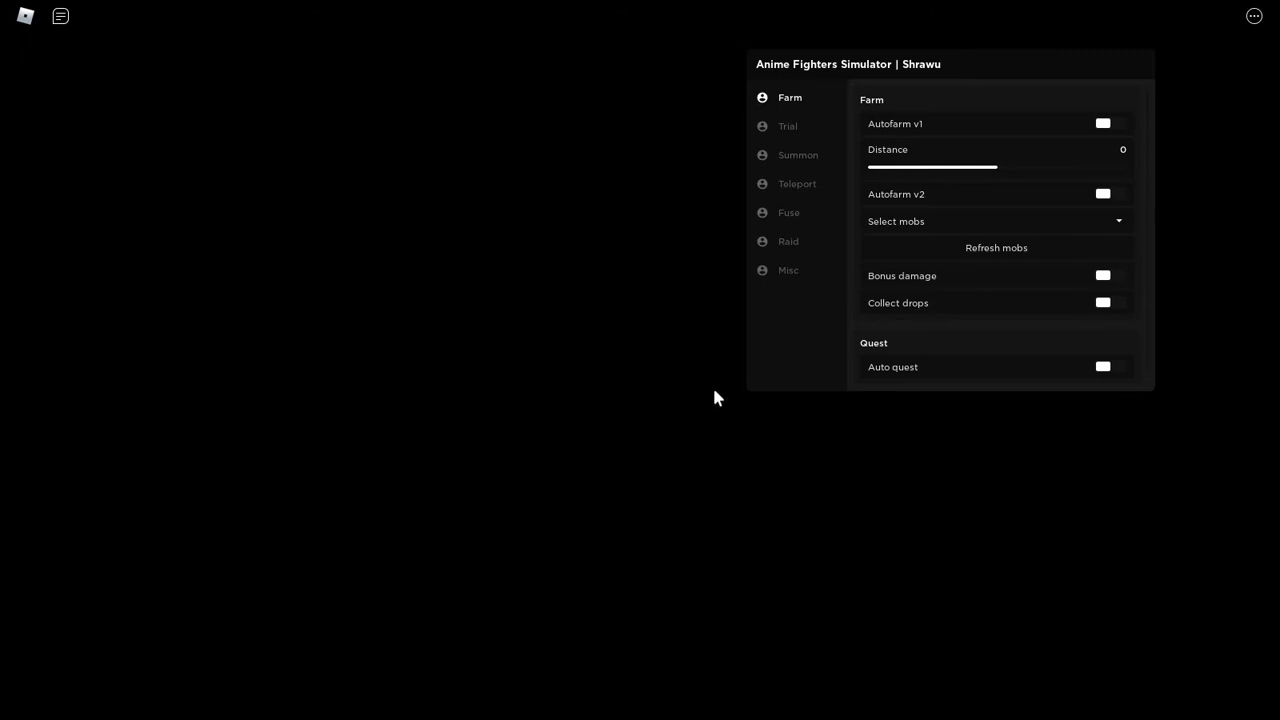 Anime Fighters Simulator | Shrawu
Farm
Trial
Summon
Teleport
Fuse
Raid
Misc
Farm
Autofarm v1
Distance 0
Autofarm v2
Select mobs
Refresh mobs
Bonus damage
Collect drops
Quest
Auto quest